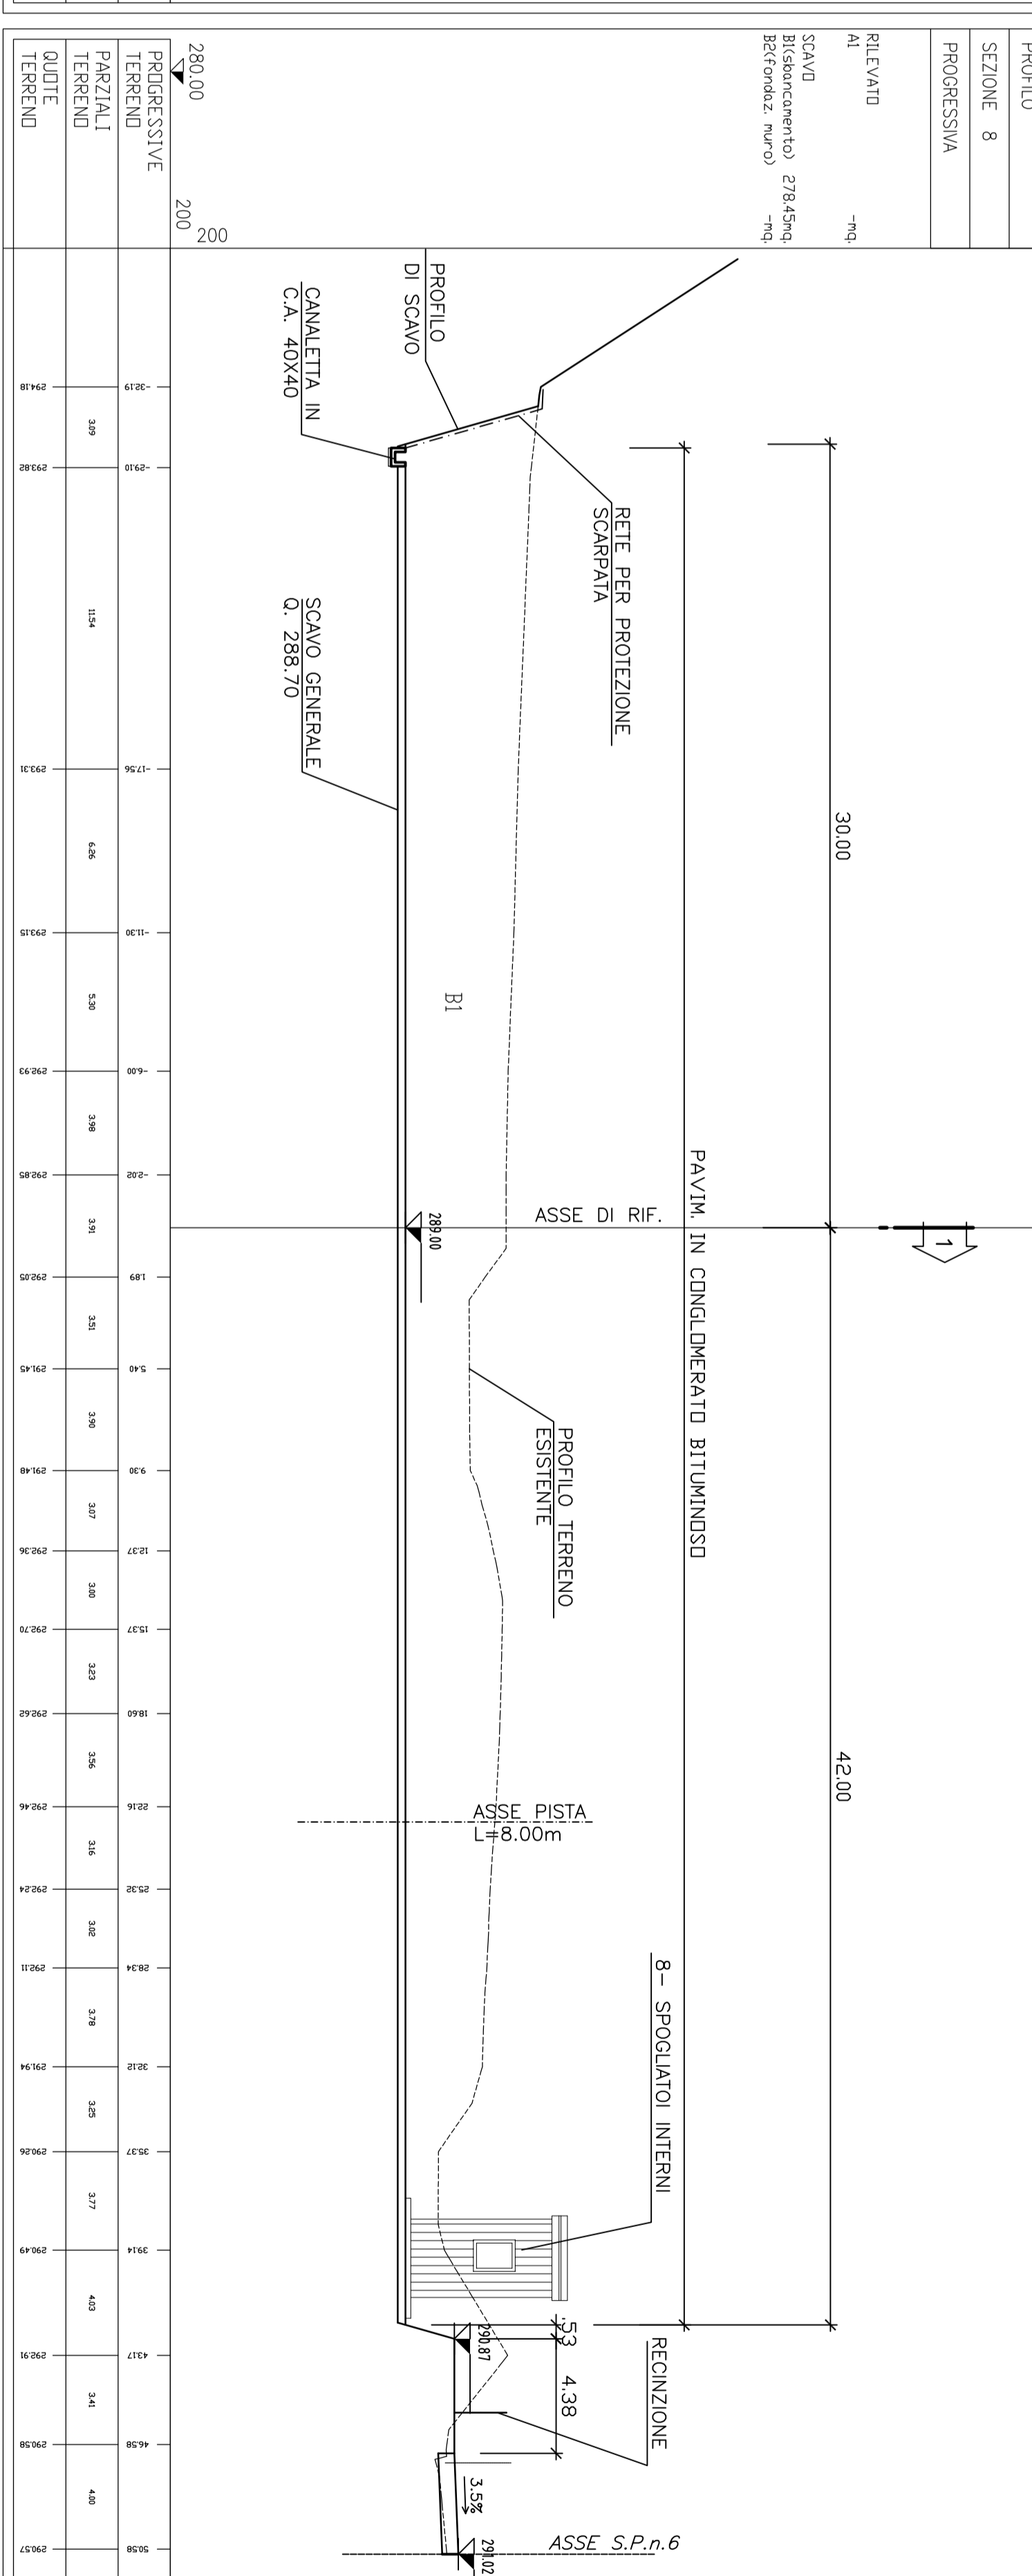 PROFILO
SEZIONE 8
PROGRESSIVA
RILEVATO
A1 -mq.
SCAVO
B1(sbancamento) 278.45mq.
B2(fondaz. muro) -mq.
280.00
200
200
30.00
42.00
1
PAVIM. IN CONGLOMERATO BITUMINOSO
ASSE DI RIF.
PROFILO
DI SCAVO
CANALETTA IN
C.A. 40X40
RETE PER PROTEZIONE
SCARPATA
SCAVO GENERALE
Q. 288.70
B1
289.00
PROFILO TERRENO
ESISTENTE
ASSE PISTA
L=8.00m
8- SPOGLIATOI INTERNI
.53
4.38
290.87
RECINZIONE
3.5%
291.02
ASSE S.P.n.6
PROGRESSIVE
TERRENO
-32.19
-29.10
-17.56
-11.30
-6.00
-2.02
1.89
5.40
9.30
12.37
15.37
18.60
22.16
25.32
28.34
32.12
35.37
39.14
43.17
46.58
50.58
PARZIALI
TERRENO
3.09
11.54
6.26
5.30
3.98
3.91
3.51
3.90
3.07
3.00
3.23
3.56
3.16
3.02
3.78
3.25
3.77
4.03
3.41
4.00
QUOTE
TERRENO
294.18
293.82
293.31
293.15
292.93
292.85
292.05
291.45
291.48
292.36
292.70
292.62
292.46
292.24
292.11
291.94
290.26
290.49
292.91
290.58
290.57